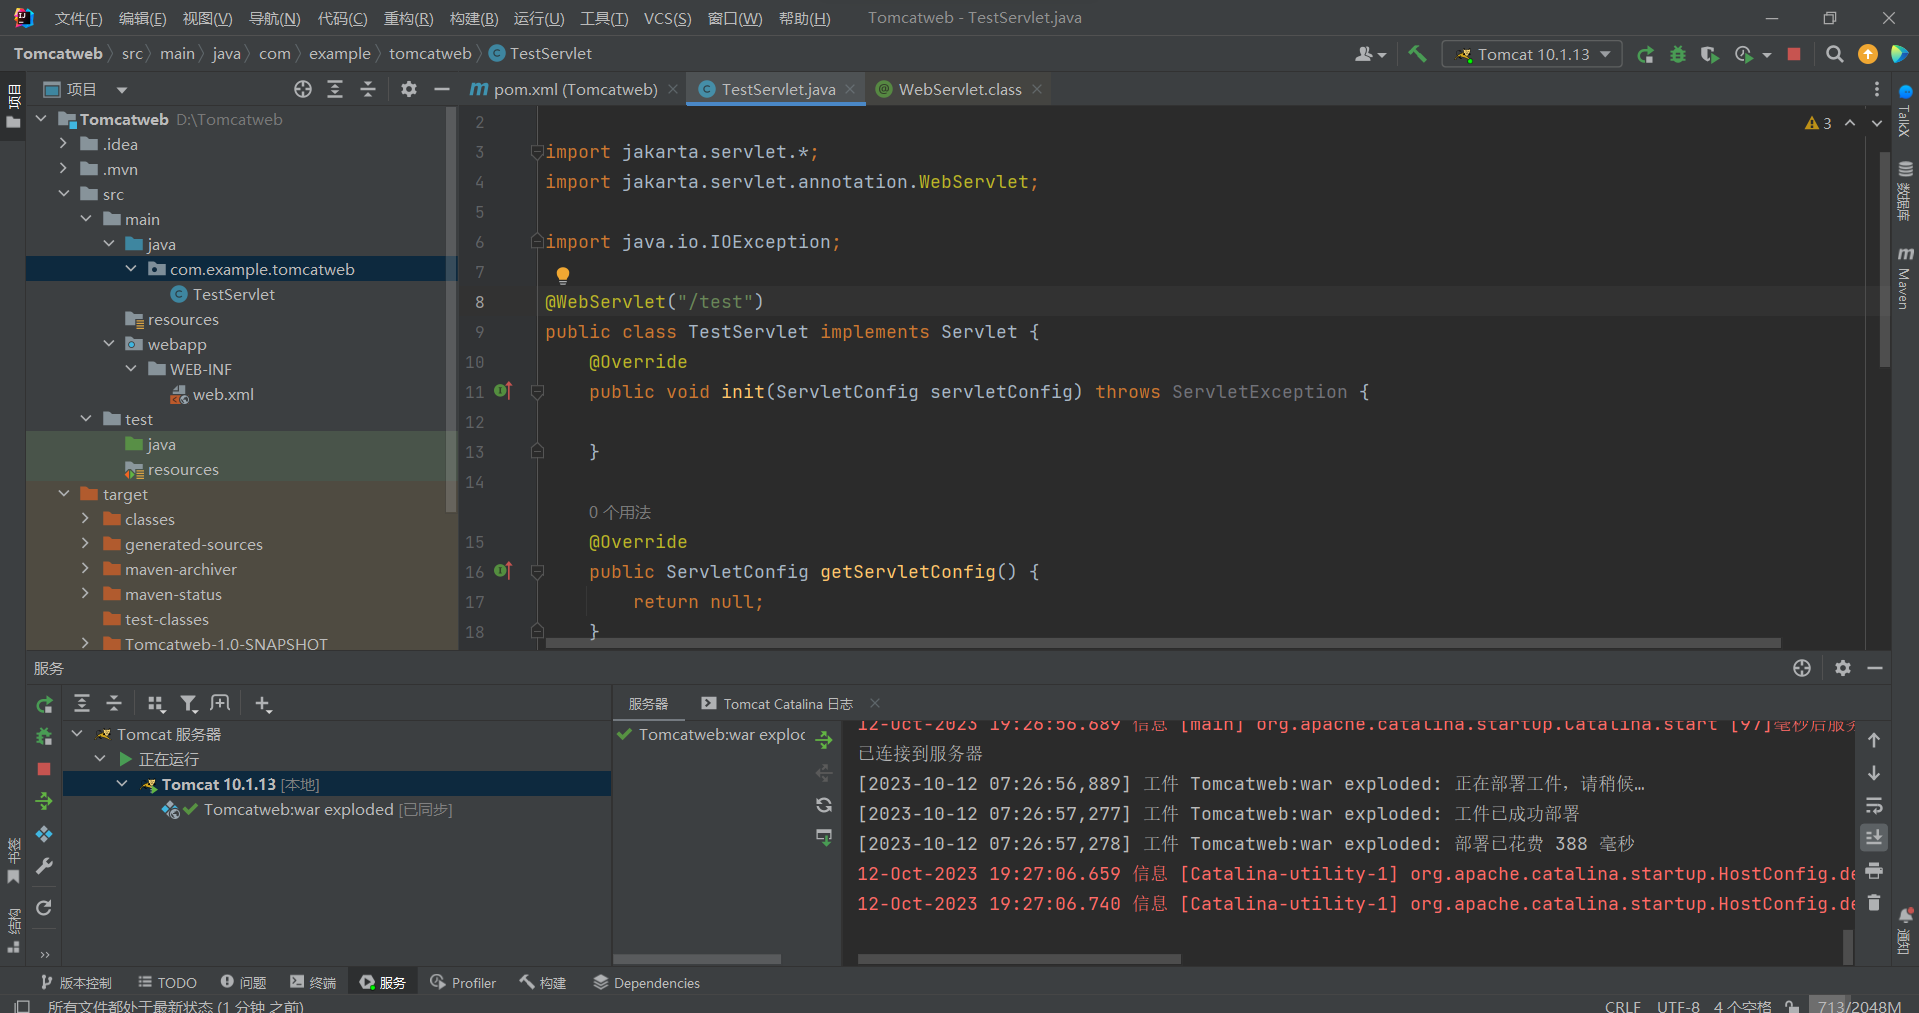 文件(F) 编辑(E) 视图(V) 导航(N) 代码(C) 重构(R) 构建(B) 运行(U) 工具(T) VCS(S) 窗口(W) 帮助(H) Tomcatweb - TestServlet.java
Tomcatweb src main java com example tomcatweb TestServlet Tomcat 10.1.13
项目
项目
pom.xml (Tomcatweb) TestServlet.java WebServlet.class
Tomcatweb D:\Tomcatweb
.idea
.mvn
src
main
java
com.example.tomcatweb
TestServlet
resources
webapp
WEB-INF
web.xml
test
java
resources
target
classes
generated-sources
maven-archiver
maven-status
test-classes
Tomcatweb-1.0-SNAPSHOT
3
2
3 import jakarta.servlet.*;
4 import jakarta.servlet.annotation.WebServlet;
5
6 import java.io.IOException;
7
8 @WebServlet("/test")
9 public class TestServlet implements Servlet {
10 @Override
11 public void init(ServletConfig servletConfig) throws ServletException {
12
13 }
14
0 个用法
15 @Override
16 public ServletConfig getServletConfig() {
17 return null;
18 }
TalkX
数据库
Maven
通知
服务
Tomcat 服务器
正在运行
Tomcat 10.1.13 [本地]
Tomcatweb:war exploded [已同步]
服务器 Tomcat Catalina 日志
Tomcatweb:war explod
12-Oct-2023 19:26:56.689 信息 [main] org.apache.catalina.startup.Catalina.start [97]毫秒后服务
已连接到服务器
[2023-10-12 07:26:56,889] 工件 Tomcatweb:war exploded: 正在部署工件，请稍候…
[2023-10-12 07:26:57,277] 工件 Tomcatweb:war exploded: 工件已成功部署
[2023-10-12 07:26:57,278] 工件 Tomcatweb:war exploded: 部署已花费 388 毫秒
12-Oct-2023 19:27:06.659 信息 [Catalina-utility-1] org.apache.catalina.startup.HostConfig.de
12-Oct-2023 19:27:06.740 信息 [Catalina-utility-1] org.apache.catalina.startup.HostConfig.de
书签
结构
版本控制 TODO 问题 终端 服务 Profiler 构建 Dependencies
所有文件都处于最新状态 (1 分钟 之前) CRLF UTF-8 4 个空格 713/2048M